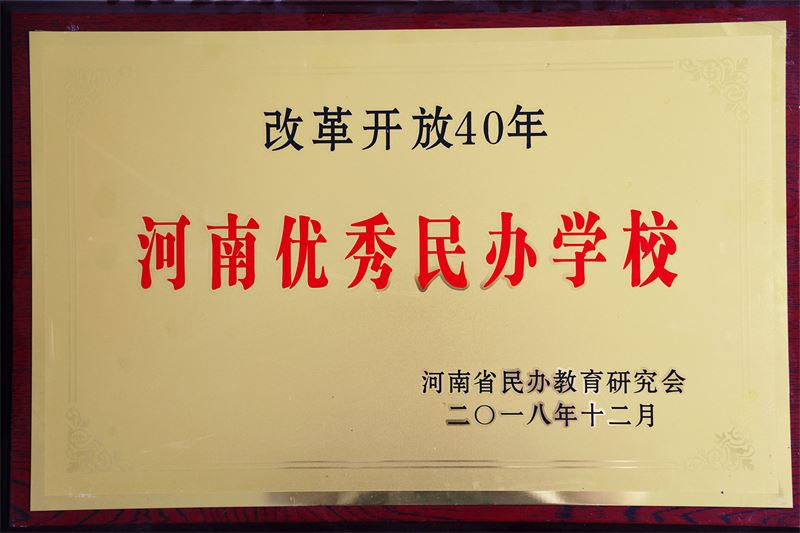 改革开放40年
河南优秀民办学校
河南省民办教育研究会
二〇一八年十二月